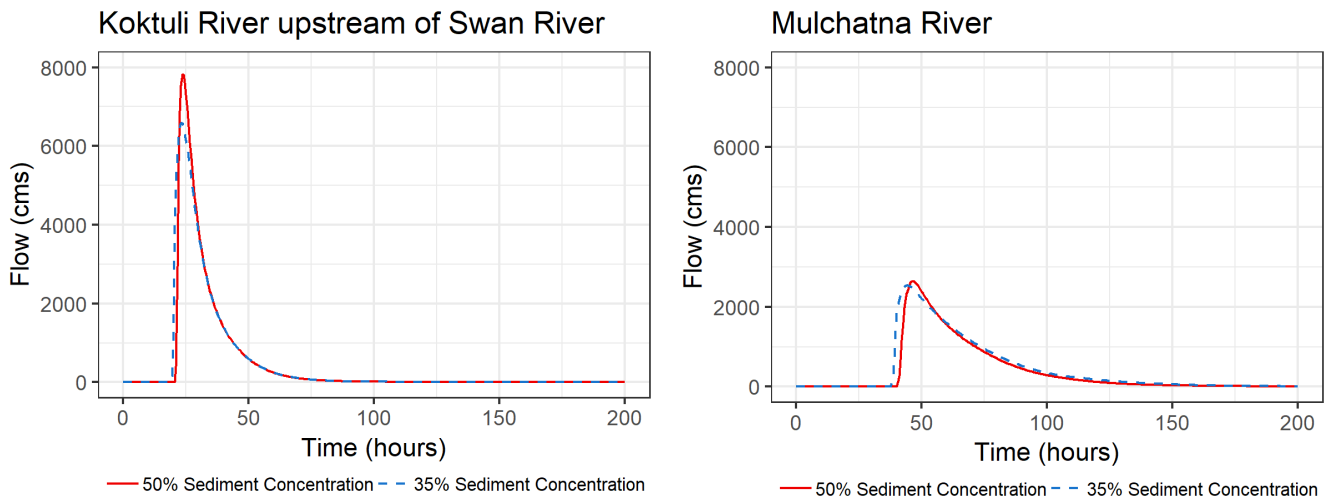 Koktuli River upstream of Swan River
8000
6000
4000
2000
0
Flow (cms)
0 50 100 150 200
Time (hours)
50% Sediment Concentration 35% Sediment Concentration
Mulchatna River
8000
6000
4000
2000
0
Flow (cms)
0 50 100 150 200
Time (hours)
50% Sediment Concentration 35% Sediment Concentration